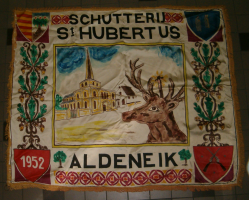 SCHUTTERIJ
ST HUBERTUS
1952
ALDENEIK